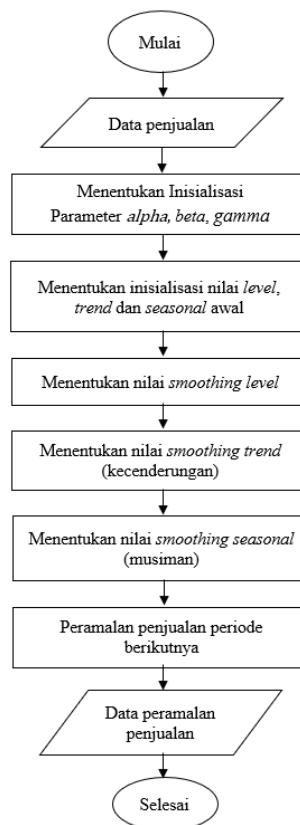 Mulai
Data penjualan
Menentukan Inisialisasi
Parameter alpha, beta, gamma
Menentukan inisialisasi nilai level,
trend dan seasonal awal
Menentukan nilai smoothing level
Menentukan nilai smoothing trend
(kecenderungan)
Menentukan nilai smoothing seasonal
(musiman)
Peramalan penjualan periode
berikutnya
Data peramalan
penjualan
Selesai